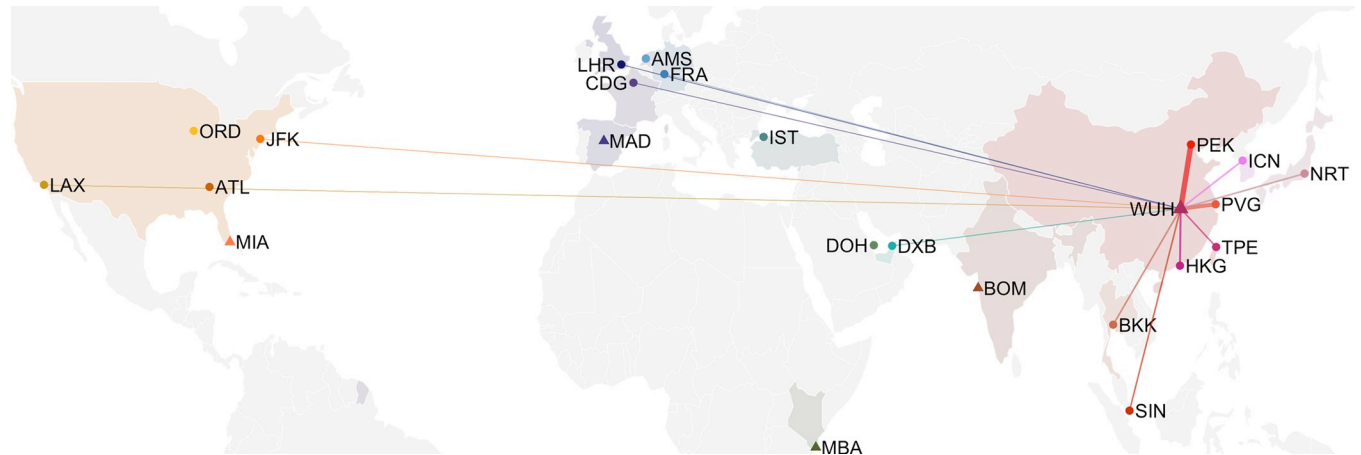 AMS
LHR
FRA
CDG
ORD
JFK
MAD
IST
PEK
ICN
NRT
LAX
ATL
WUH
PVG
MIA
DOH
DXB
TPE
HKG
BOM
BKK
SIN
MBA